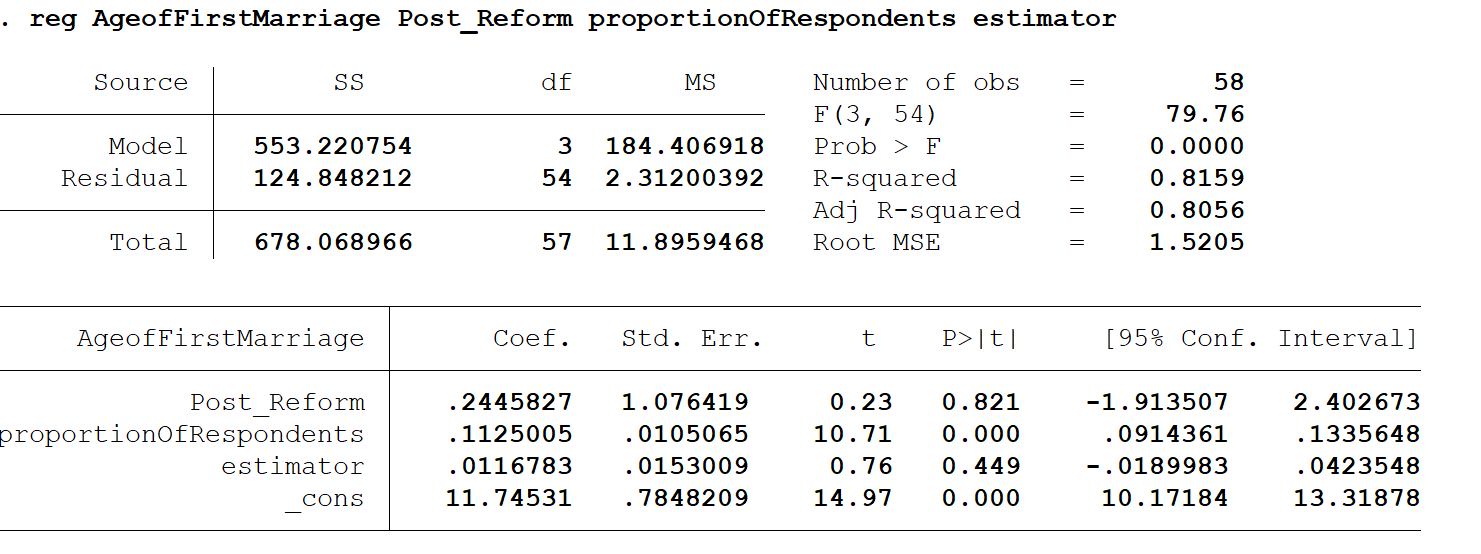 . reg AgeofFirstMarriage Post_Reform proportionOfRespondents estimator
Source SS df MS Number of obs = 58
F(3, 54) = 79.76
Model 553.220754 3 184.406918 Prob > F = 0.0000
Residual 124.848212 54 2.31200392 R-squared = 0.8159
Adj R-squared = 0.8056
Total 678.068966 57 11.8959468 Root MSE = 1.5205
AgeofFirstMarriage Coef. Std. Err. t P>|t| [95% Conf. Interval]
Post_Reform .2445827 1.076419 0.23 0.821 -1.913507 2.402673
proportionOfRespondents .1125005 .0105065 10.71 0.000 .0914361 .1335648
estimator .0116783 .0153009 0.76 0.449 -.0189983 .0423548
_cons 11.74531 .7848209 14.97 0.000 10.17184 13.31878